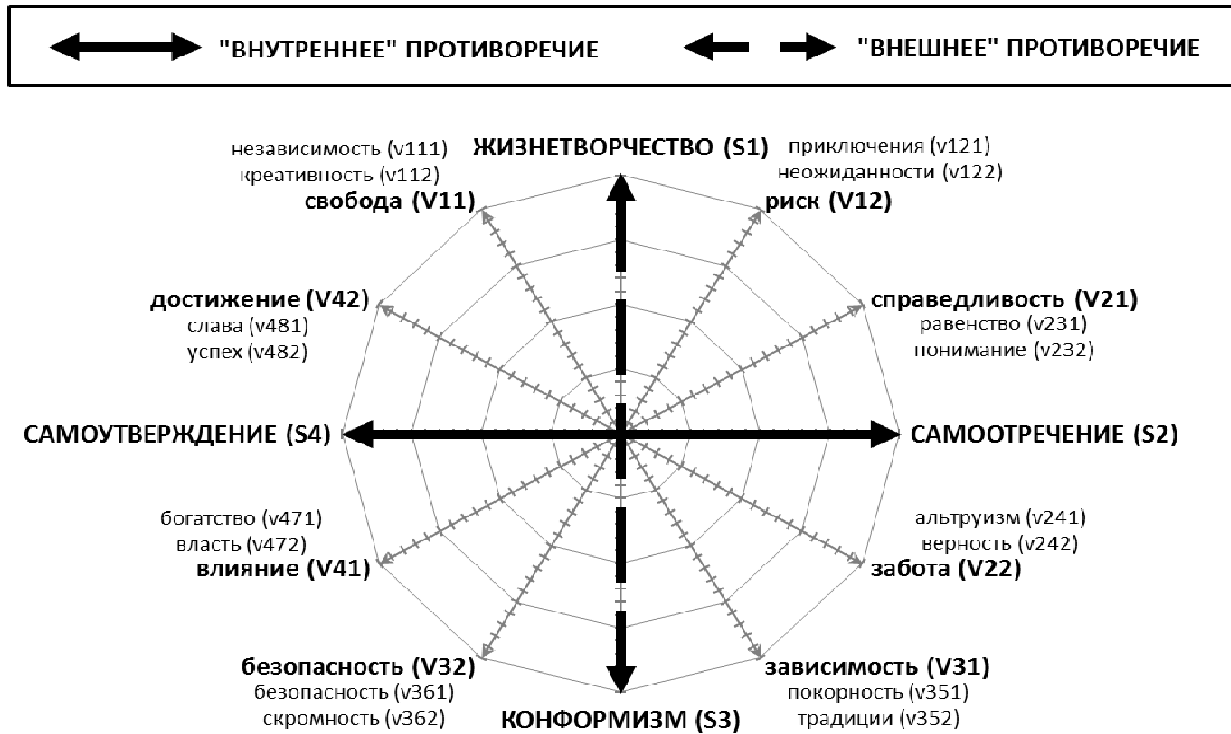 "ВНУТРЕННЕЕ" ПРОТИВОРЕЧИЕ
"ВНЕШНЕЕ" ПРОТИВОРЕЧИЕ
независимость (v111)
креативность (v112)
свобода (V11)
ЖИЗНЕТВОРЧЕСТВО (S1)
приключения (v121)
неожиданности (v122)
риск (V12)
достижение (V42)
слава (v481)
успех (v482)
справедливость (V21)
равенство (v231)
понимание (v232)
САМОУТВЕРЖДЕНИЕ (S4)
САМООТРЕЧЕНИЕ (S2)
богатство (v471)
власть (v472)
влияние (V41)
альтруизм (v241)
верность (v242)
забота (V22)
безопасность (V32)
безопасность (v361)
скромность (v362)
КОНФОРМИЗМ (S3)
зависимость (V31)
покорность (v351)
традиции (v352)